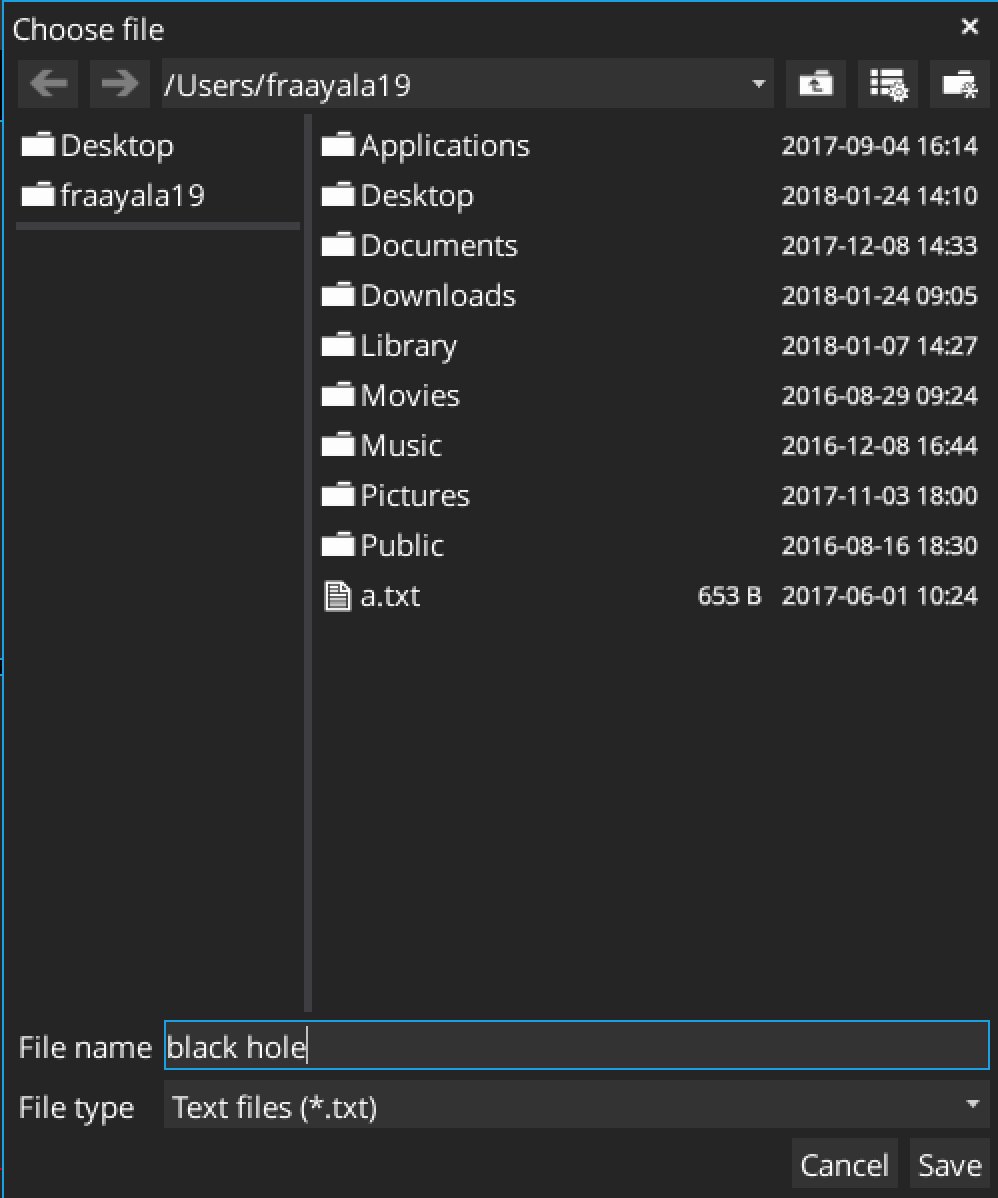 Choose file
/Users/fraayala19
Desktop
fraayala19
Applications 2017-09-04 16:14
Desktop 2018-01-24 14:10
Documents 2017-12-08 14:33
Downloads 2018-01-24 09:05
Library 2018-01-07 14:27
Movies 2016-08-29 09:24
Music 2016-12-08 16:44
Pictures 2017-11-03 18:00
Public 2016-08-16 18:30
a.txt 653 B 2017-06-01 10:24
File name black hole
File type Text files (*.txt)
Cancel Save